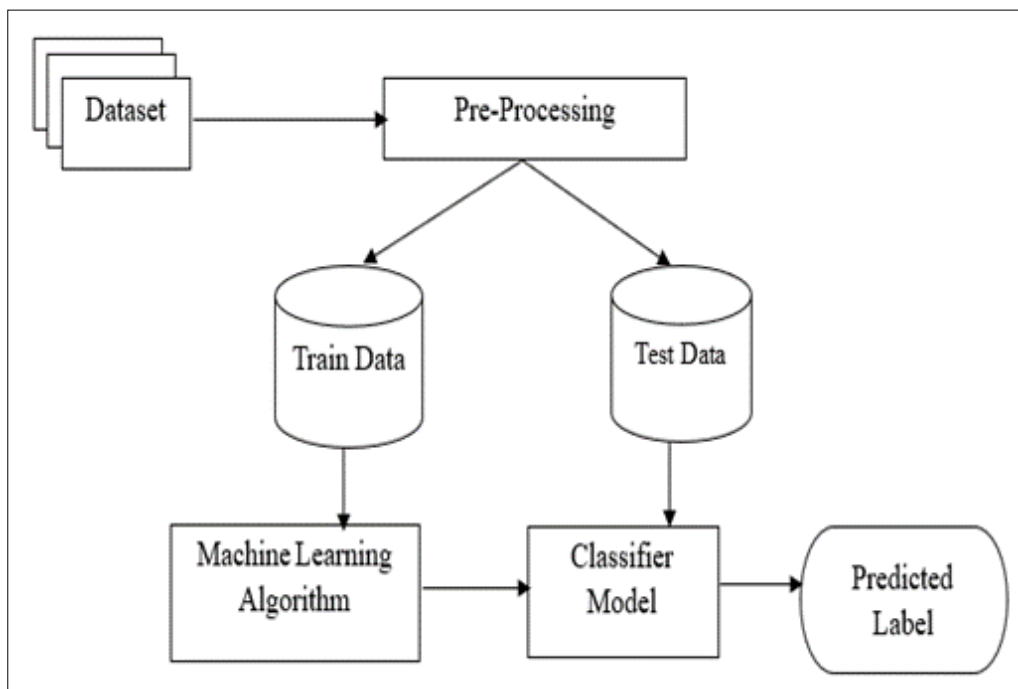 Dataset
Pre-Processing
Train Data
Test Data
Machine Learning
Algorithm
Classifier
Model
Predicted
Label